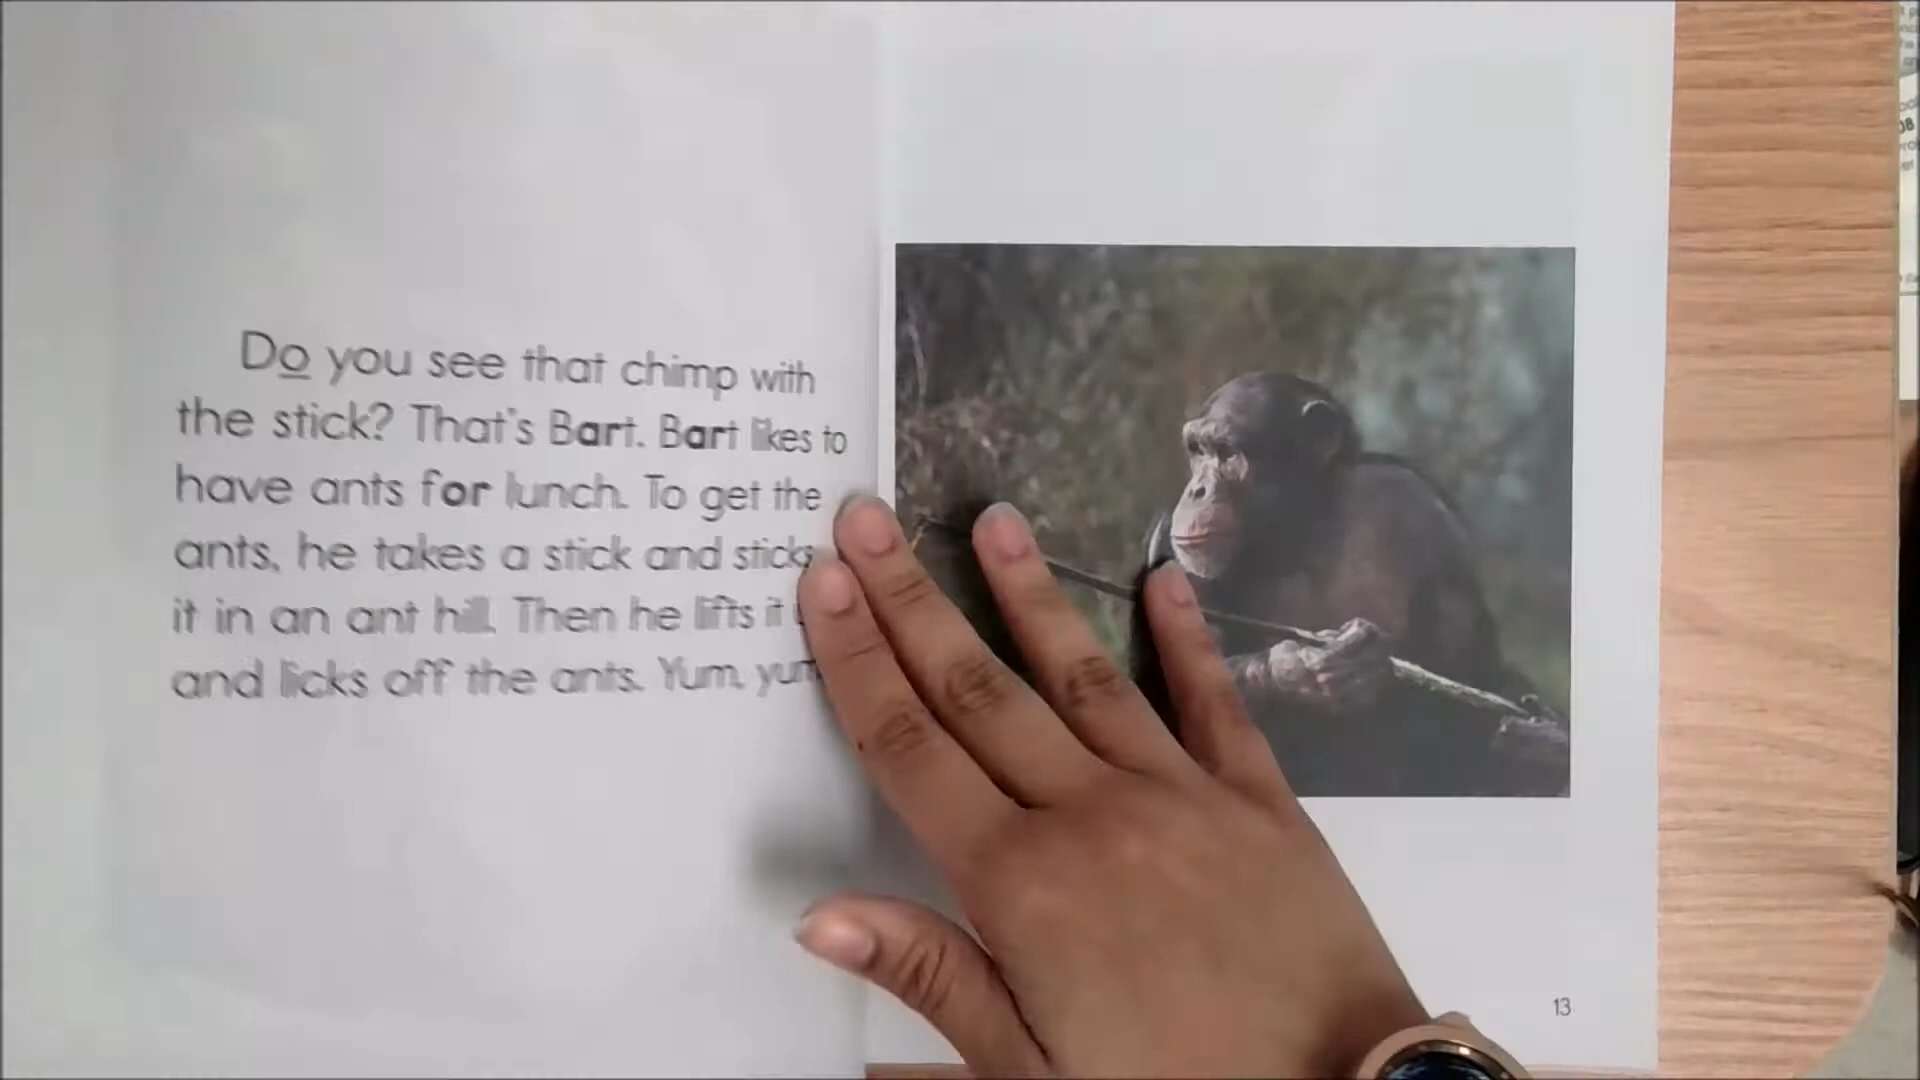 Do you see that chimp with
the stick? That's Bart. Bart likes to
have ants for lunch. To get the
ants, he takes a stick and sticks
it in an ant hill. Then he lifts it
and licks off the ants. Yum, yum
13